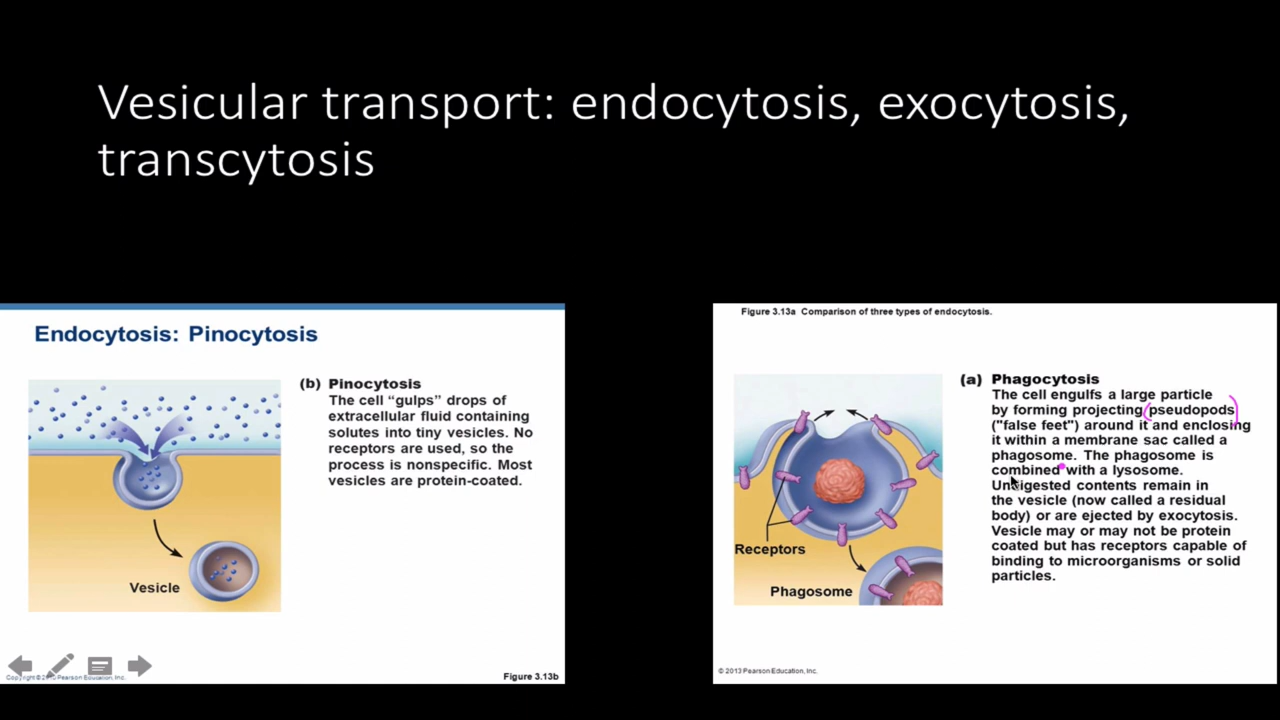 Vesicular transport: endocytosis, exocytosis,
transcytosis
Endocytosis: Pinocytosis
(b) Pinocytosis
The cell “gulps” drops of
extracellular fluid containing
solutes into tiny vesicles. No
receptors are used, so the
process is nonspecific. Most
vesicles are protein-coated.
Vesicle
Figure 3.13b
Figure 3.13a Comparison of three types of endocytosis.
(a) Phagocytosis
The cell engulfs a large particle
by forming projecting pseudopods
("false feet") around it and enclosing
it within a membrane sac called a
phagosome. The phagosome is
combined with a lysosome.
Undigested contents remain in
the vesicle (now called a residual
body) or are ejected by exocytosis.
Vesicle may or may not be protein
coated but has receptors capable of
binding to microorganisms or solid
particles.
Receptors
Phagosome
© 2013 Pearson Education, Inc.
Pearson Education, Inc.